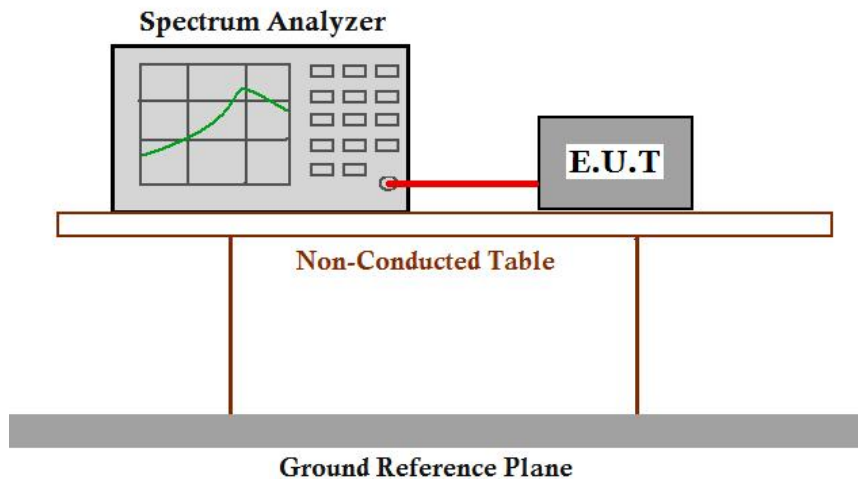 Spectrum Analyzer
E.U.T
Non-Conducted Table
Ground Reference Plane